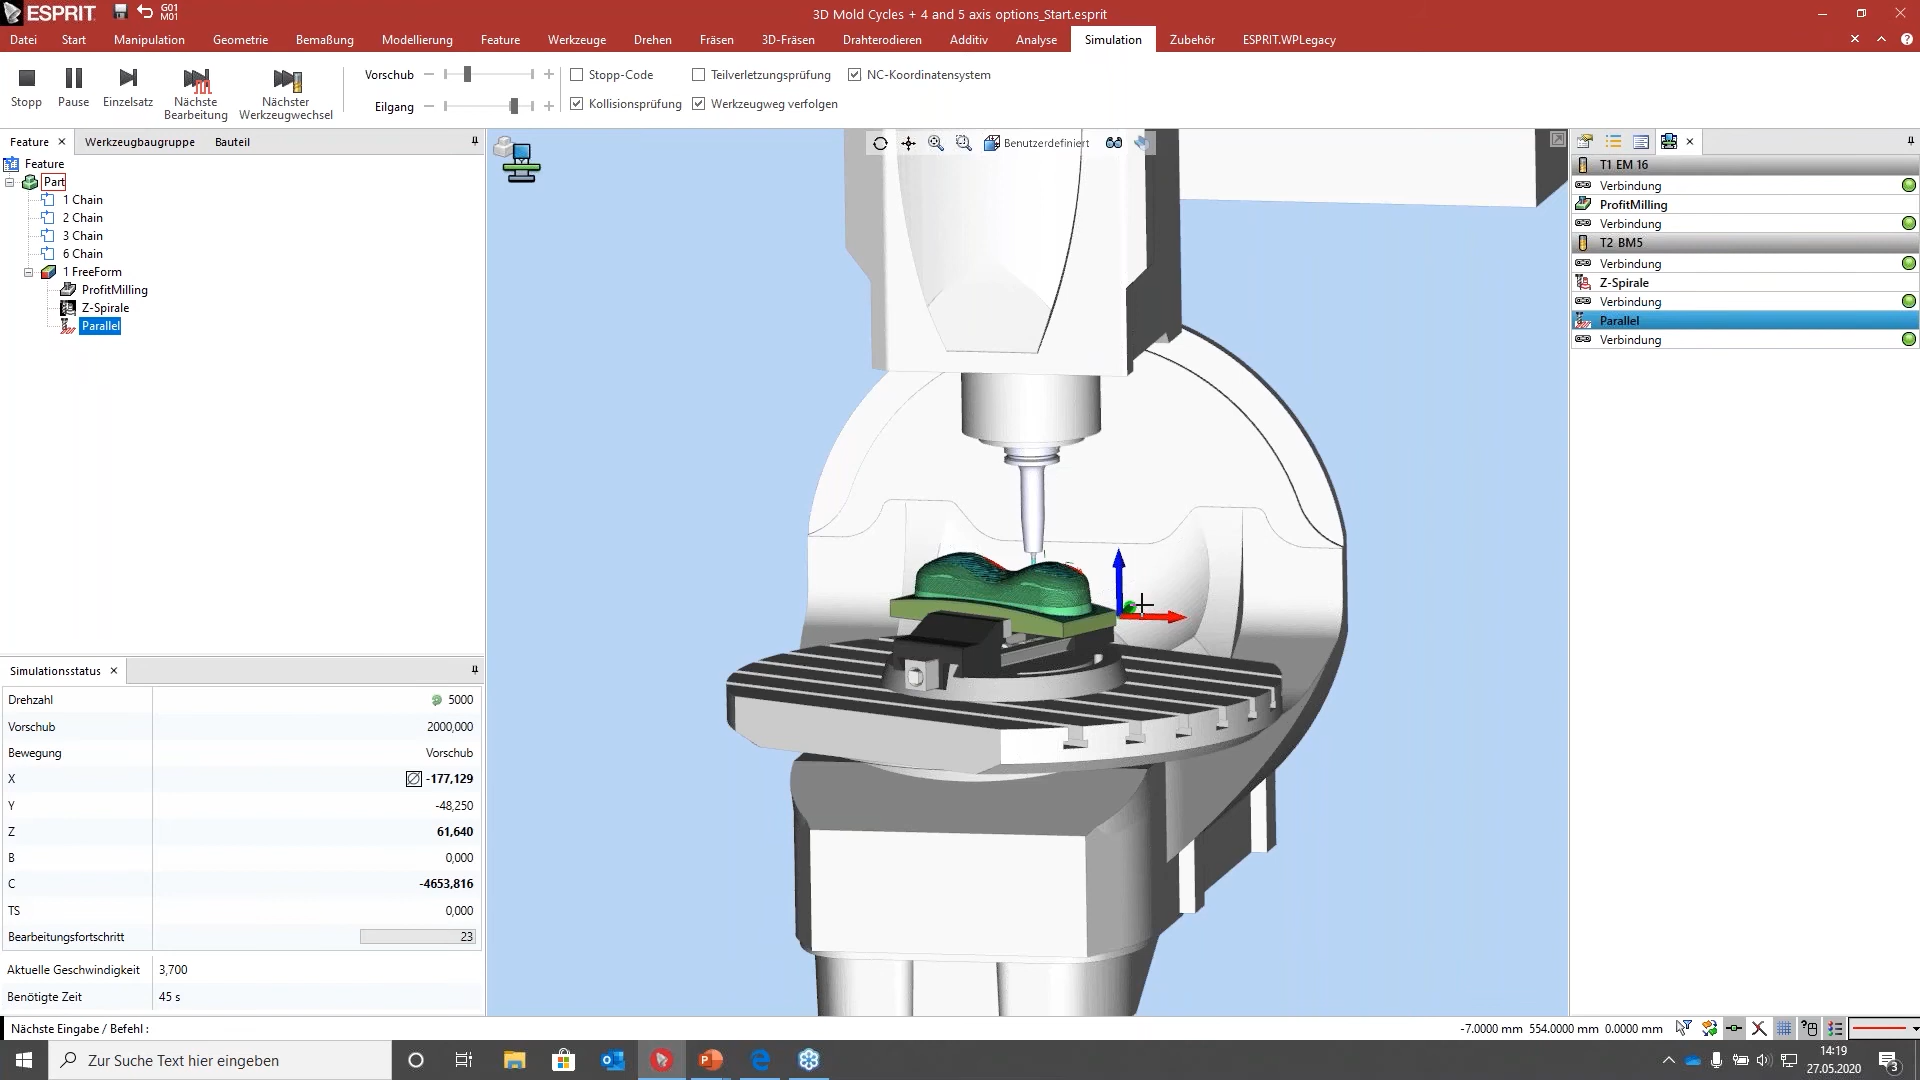 ESPRIT
G01
M01
3D Mold Cycles + 4 and 5 axis options_Start.esprit
Datei Start Manipulation Geometrie Bemaßung Modellierung Feature Werkzeuge Drehen Fräsen 3D-Fräsen Drahterodieren Additiv Analyse Simulation Zubehör ESPRIT.WPLegacy
Stopp
Pause
Einzelsatz
Nächste Bearbeitung
Nächster Werkzeugwechsel
Vorschub
Eilgang
Stopp-Code
Teilverletzungsprüfung
NC-Koordinatensystem
Kollisionsprüfung
Werkzeugweg verfolgen
Feature
Werkzeugbaugruppe
Bauteil
Feature
Part
1 Chain
2 Chain
3 Chain
6 Chain
1 FreeForm
ProfitMilling
Z-Spirale
Parallel
Benutzerdefiniert
T1 EM 16
Verbindung
ProfitMilling
Verbindung
T2 BM5
Verbindung
Z-Spirale
Verbindung
Parallel
Verbindung
Simulationsstatus
Drehzahl 5000
Vorschub 2000,000
Bewegung Vorschub
X -177,129
Y -48,250
Z 61,640
B 0,000
C -4653,816
TS 0,000
Bearbeitungsfortschritt 23
Aktuelle Geschwindigkeit 3,700
Benötigte Zeit 45 s
Nächste Eingabe / Befehl :
-7.0000 mm 554.0000 mm 0.0000 mm
Zur Suche Text hier eingeben
14:19
27.05.2020
3